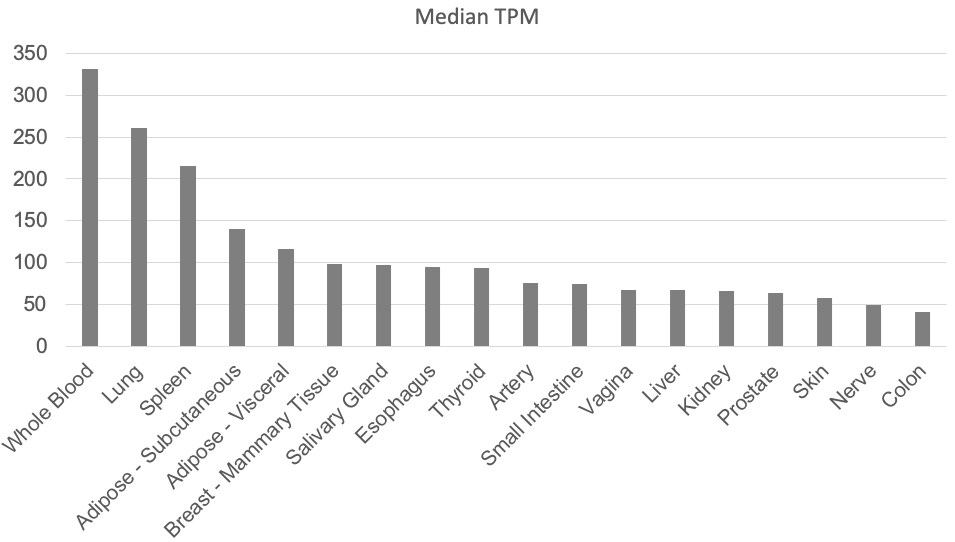 Median TPM
350
300
250
200
150
100
50
0
Whole Blood
Lung
Spleen
Adipose - Subcutaneous
Adipose - Visceral
Breast - Mammary Tissue
Salivary Gland
Esophagus
Thyroid
Artery
Small Intestine
Vagina
Liver
Kidney
Prostate
Skin
Nerve
Colon